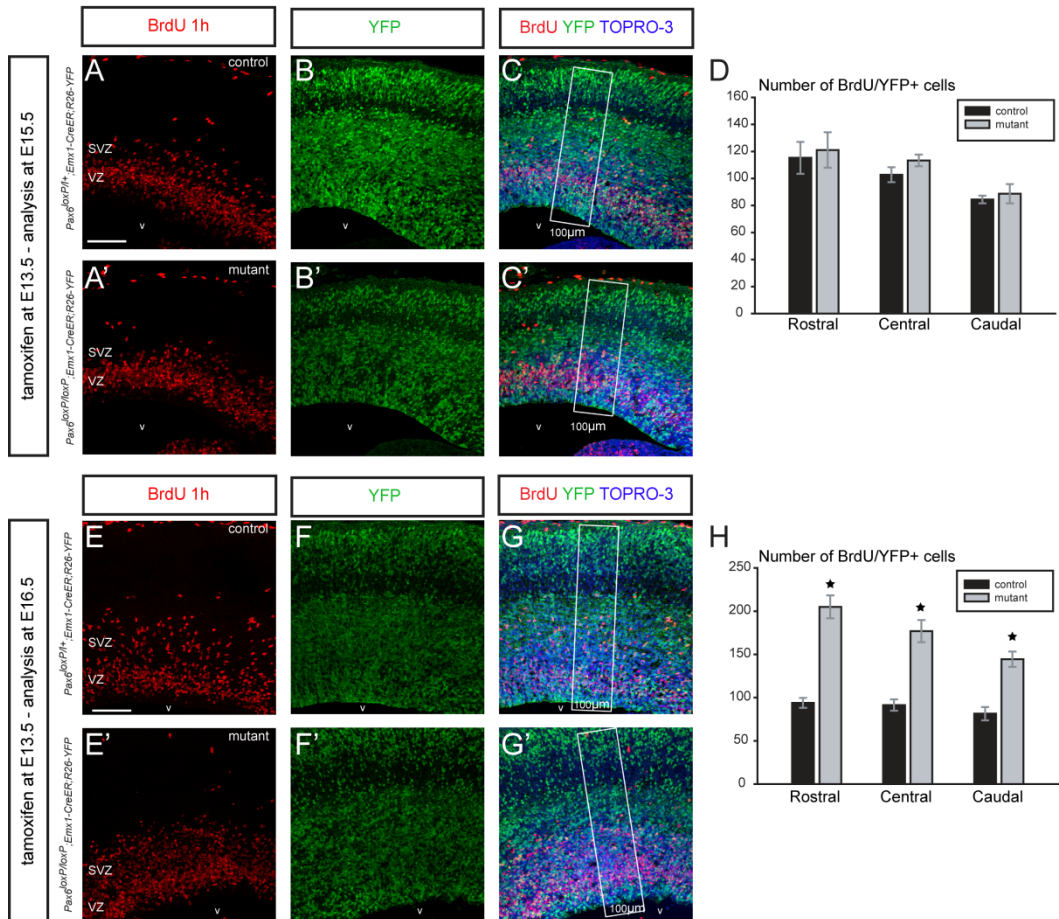 BrdU 1h
YFP
BrdU YFP TOPRO-3
tamoxifen at E13.5 - analysis at E15.5
Pax6loxP/l+;Emx1-CreER;R26-YFP
A
control
SVZ
VZ
v
B
v
C
v
100µm
Pax6loxP/loxP;Emx1-CreER;R26-YFP
A'
mutant
SVZ
VZ
v
B'
v
C'
v
100µm
D
Number of BrdU/YFP+ cells
control
mutant
160
140
120
100
80
60
40
20
0
Rostral
Central
Caudal
BrdU 1h
YFP
BrdU YFP TOPRO-3
tamoxifen at E13.5 - analysis at E16.5
Pax6loxP/l+;Emx1-CreER;R26-YFP
E
control
SVZ
VZ
v
F
v
G
v
100µm
Pax6loxP/loxP;Emx1-CreER;R26-YFP
E'
mutant
SVZ
VZ
v
F'
v
G'
v
100µm
H
Number of BrdU/YFP+ cells
control
mutant
250
200
150
100
50
0
Rostral
Central
Caudal